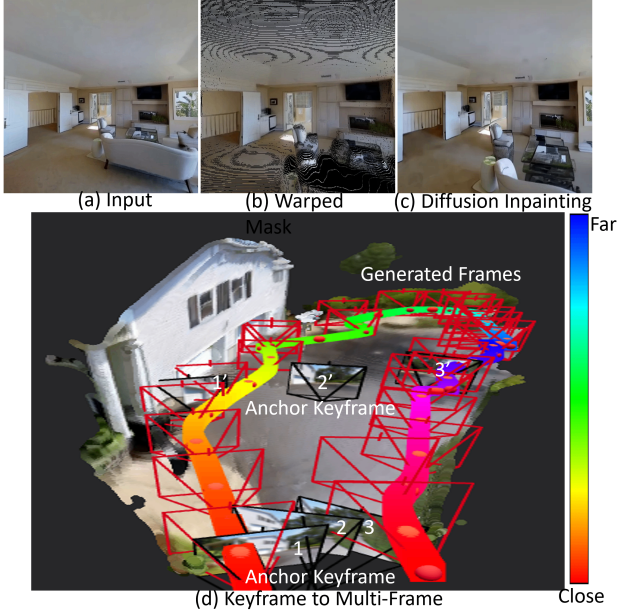 (a) Input
(b) Warped
(c) Diffusion Inpainting
Mask
Far
Generated Frames
1'
2'
3'
Anchor Keyframe
2
3
1
Anchor Keyframe
Close
(d) Keyframe to Multi-Frame